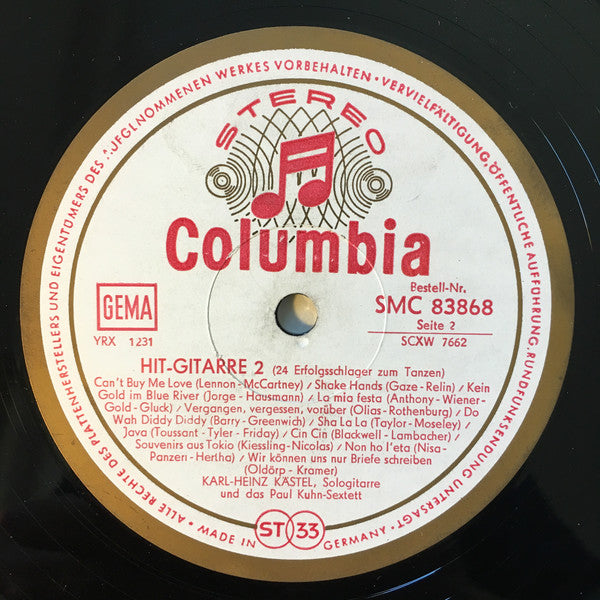 ALLE RECHTE DES PLATTENHERSTELLERS UND EIGENTÜMERS DES AUFGENOMMENEN WERKES VORBEHALTEN • VERVIELFÄLTIGUNG, ÖFFENTLICHE AUFFÜHRUNG, RUNDFUNKSENDUNG UNTERSAGT •
STEREO
Columbia
GEMA
YRX 1231
Bestell-Nr.
SMC 83868
Seite 2
SCXW 7662
HIT-GITARRE 2 (24 Erfolgsschlager zum Tanzen)
Can't Buy Me Love (Lennon-McCartney) / Shake Hands (Gaze - Relin) / Kein
Gold im Blue River (Jorge - Hausmann) / La mia festa (Anthony - Wiener-
Gold - Gluck) / Vergangen, vergessen, vorüber (Olias-Rothenburg) / Do
Wah Diddy Diddy (Barry - Greenwich) / Sha La La (Taylor - Moseley) /
Java (Toussant - Tyler - Friday) / Cin Cin (Blackwell - Lambacher) /
Souvenirs aus Tokio (Kiessling-Nicolas) / Non ho l'eta (Nisa-
Panzeri - Hertha) / Wir können uns nur Briefe schreiben
(Oldörp - Kramer)
KARL-HEINZ KÄSTEL, Sologitarre
und das Paul Kuhn-Sextett
MADE IN ST 33 GERMANY